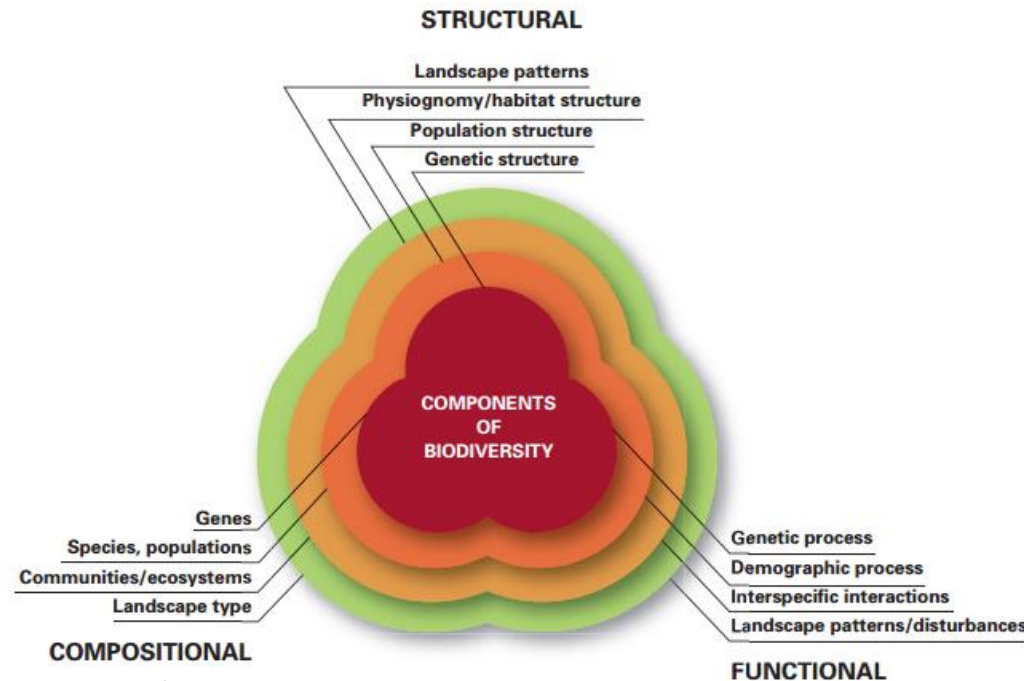 STRUCTURAL
Landscape patterns
Physiognomy/habitat structure
Population structure
Genetic structure
COMPONENTS
OF
BIODIVERSITY
Genes
Species, populations
Communities/ecosystems
Landscape type
COMPOSITIONAL
Genetic process
Demographic process
Interspecific interactions
Landscape patterns/disturbances
FUNCTIONAL